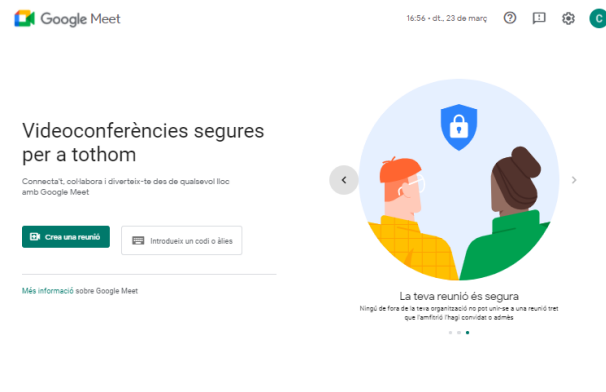 Google Meet
16:56 • dt., 23 de març
C
Videoconferències segures
per a tothom
Connecta't, col·labora i diverteix-te des de qualsevol lloc
amb Google Meet
Crea una reunió
Introdueix un codi o àlies
Més informació sobre Google Meet
La teva reunió és segura
Ningú de fora de la teva organització no pot unir-se a una reunió tret
que l'amfitrió l'hagi convidat o admès